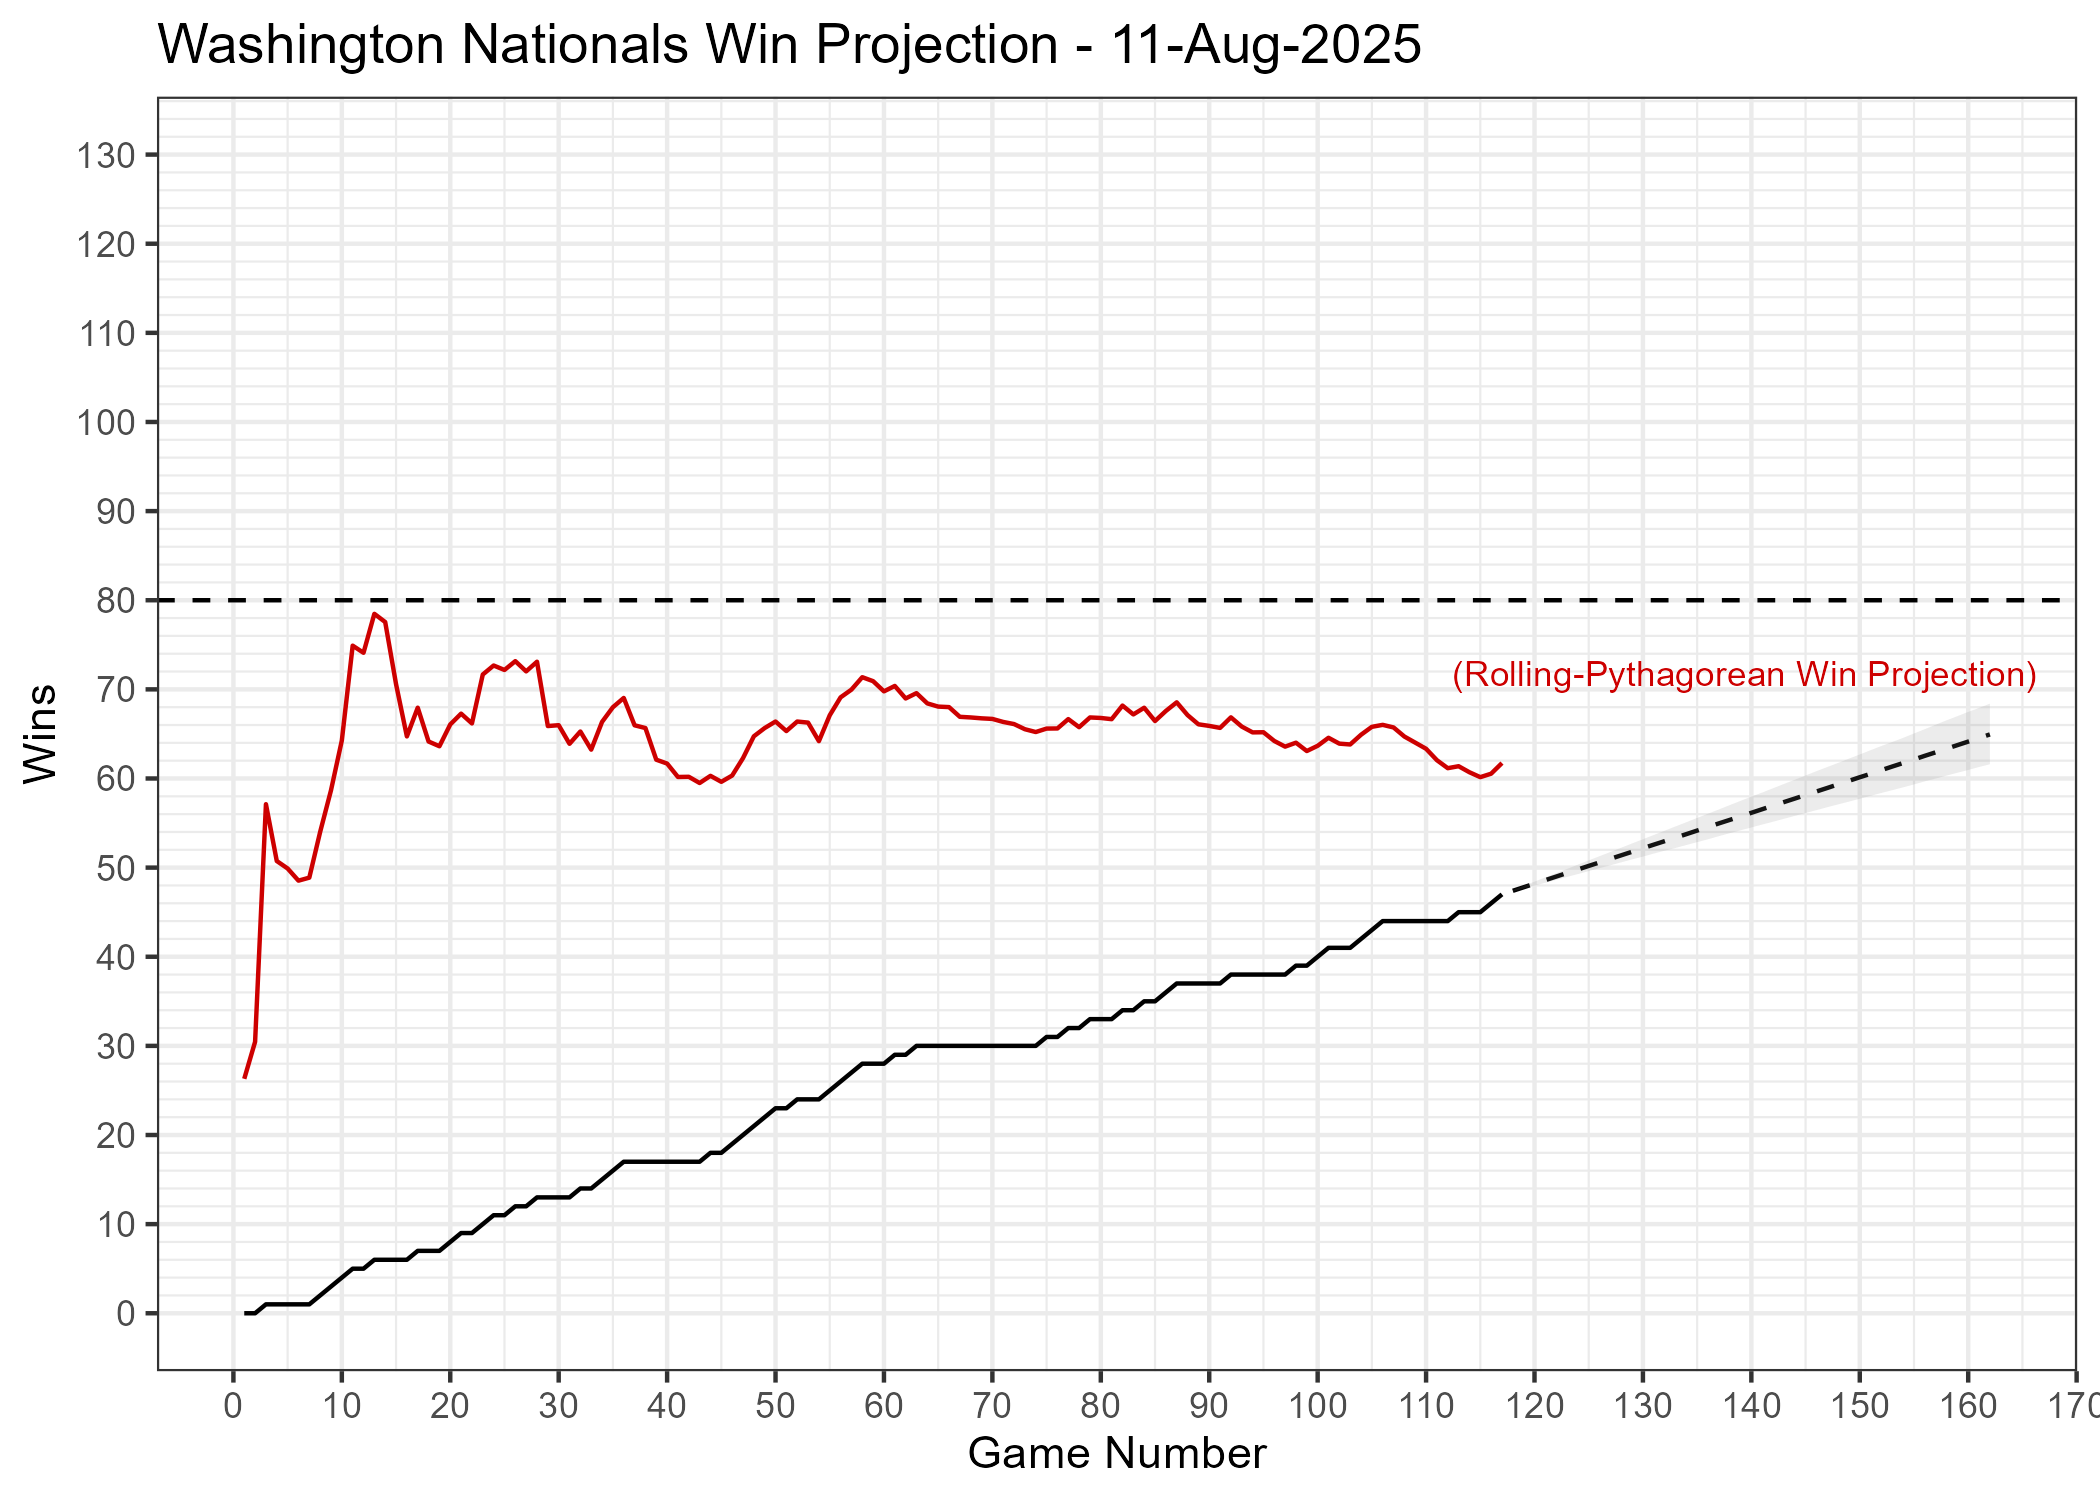 Washington Nationals Win Projection - 11-Aug-2025
130
120
110
100
90
80
70
60
50
40
30
20
10
0
Wins
(Rolling-Pythagorean Win Projection)
0 10 20 30 40 50 60 70 80 90 100 110 120 130 140 150 160 170
Game Number